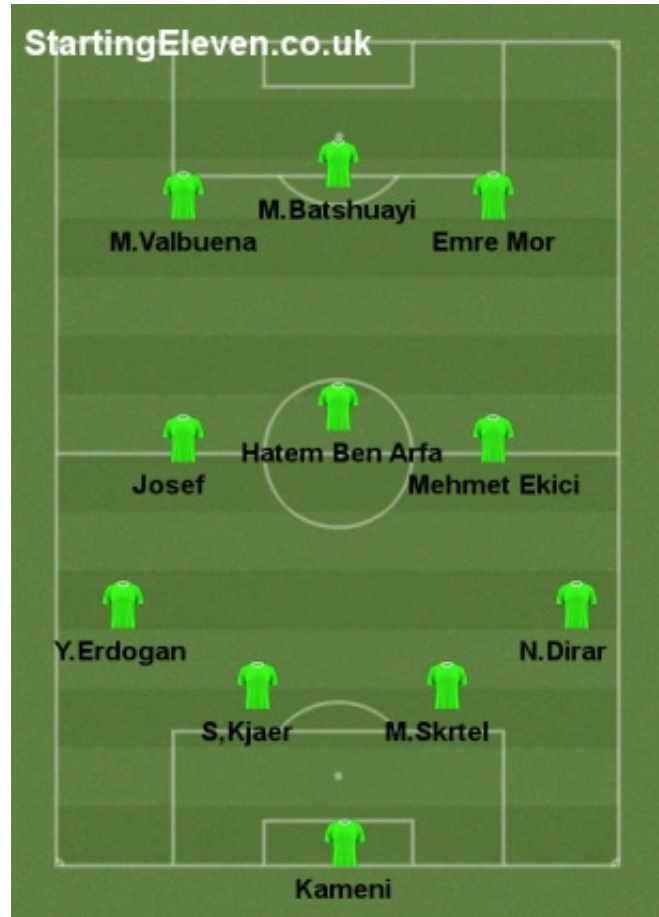 StartingEleven.co.uk
M.Batshuayi
M.Valbuena
Emre Mor
Hatem Ben Arfa
Josef
Mehmet Ekici
Y.Erdogan
N.Dirar
S,Kjaer
M.Skrtel
Kameni